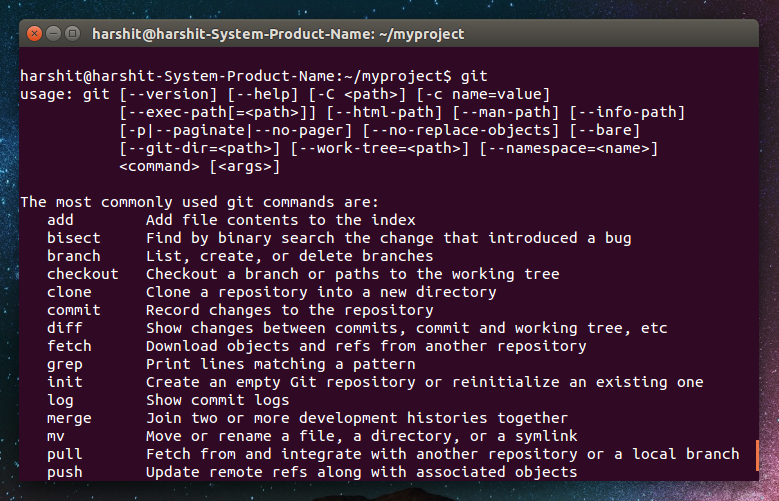 harshit@harshit-System-Product-Name: ~/myproject
harshit@harshit-System-Product-Name:~/myproject$ git
usage: git [--version] [--help] [-C <path>] [-c name=value]
           [--exec-path[=<path>]] [--html-path] [--man-path] [--info-path]
           [-p|--paginate|--no-pager] [--no-replace-objects] [--bare]
           [--git-dir=<path>] [--work-tree=<path>] [--namespace=<name>]
           <command> [<args>]
The most commonly used git commands are:
   add        Add file contents to the index
   bisect     Find by binary search the change that introduced a bug
   branch     List, create, or delete branches
   checkout   Checkout a branch or paths to the working tree
   clone      Clone a repository into a new directory
   commit     Record changes to the repository
   diff       Show changes between commits, commit and working tree, etc
   fetch      Download objects and refs from another repository
   grep       Print lines matching a pattern
   init       Create an empty Git repository or reinitialize an existing one
   log        Show commit logs
   merge      Join two or more development histories together
   mv         Move or rename a file, a directory, or a symlink
   pull       Fetch from and integrate with another repository or a local branch
   push       Update remote refs along with associated objects